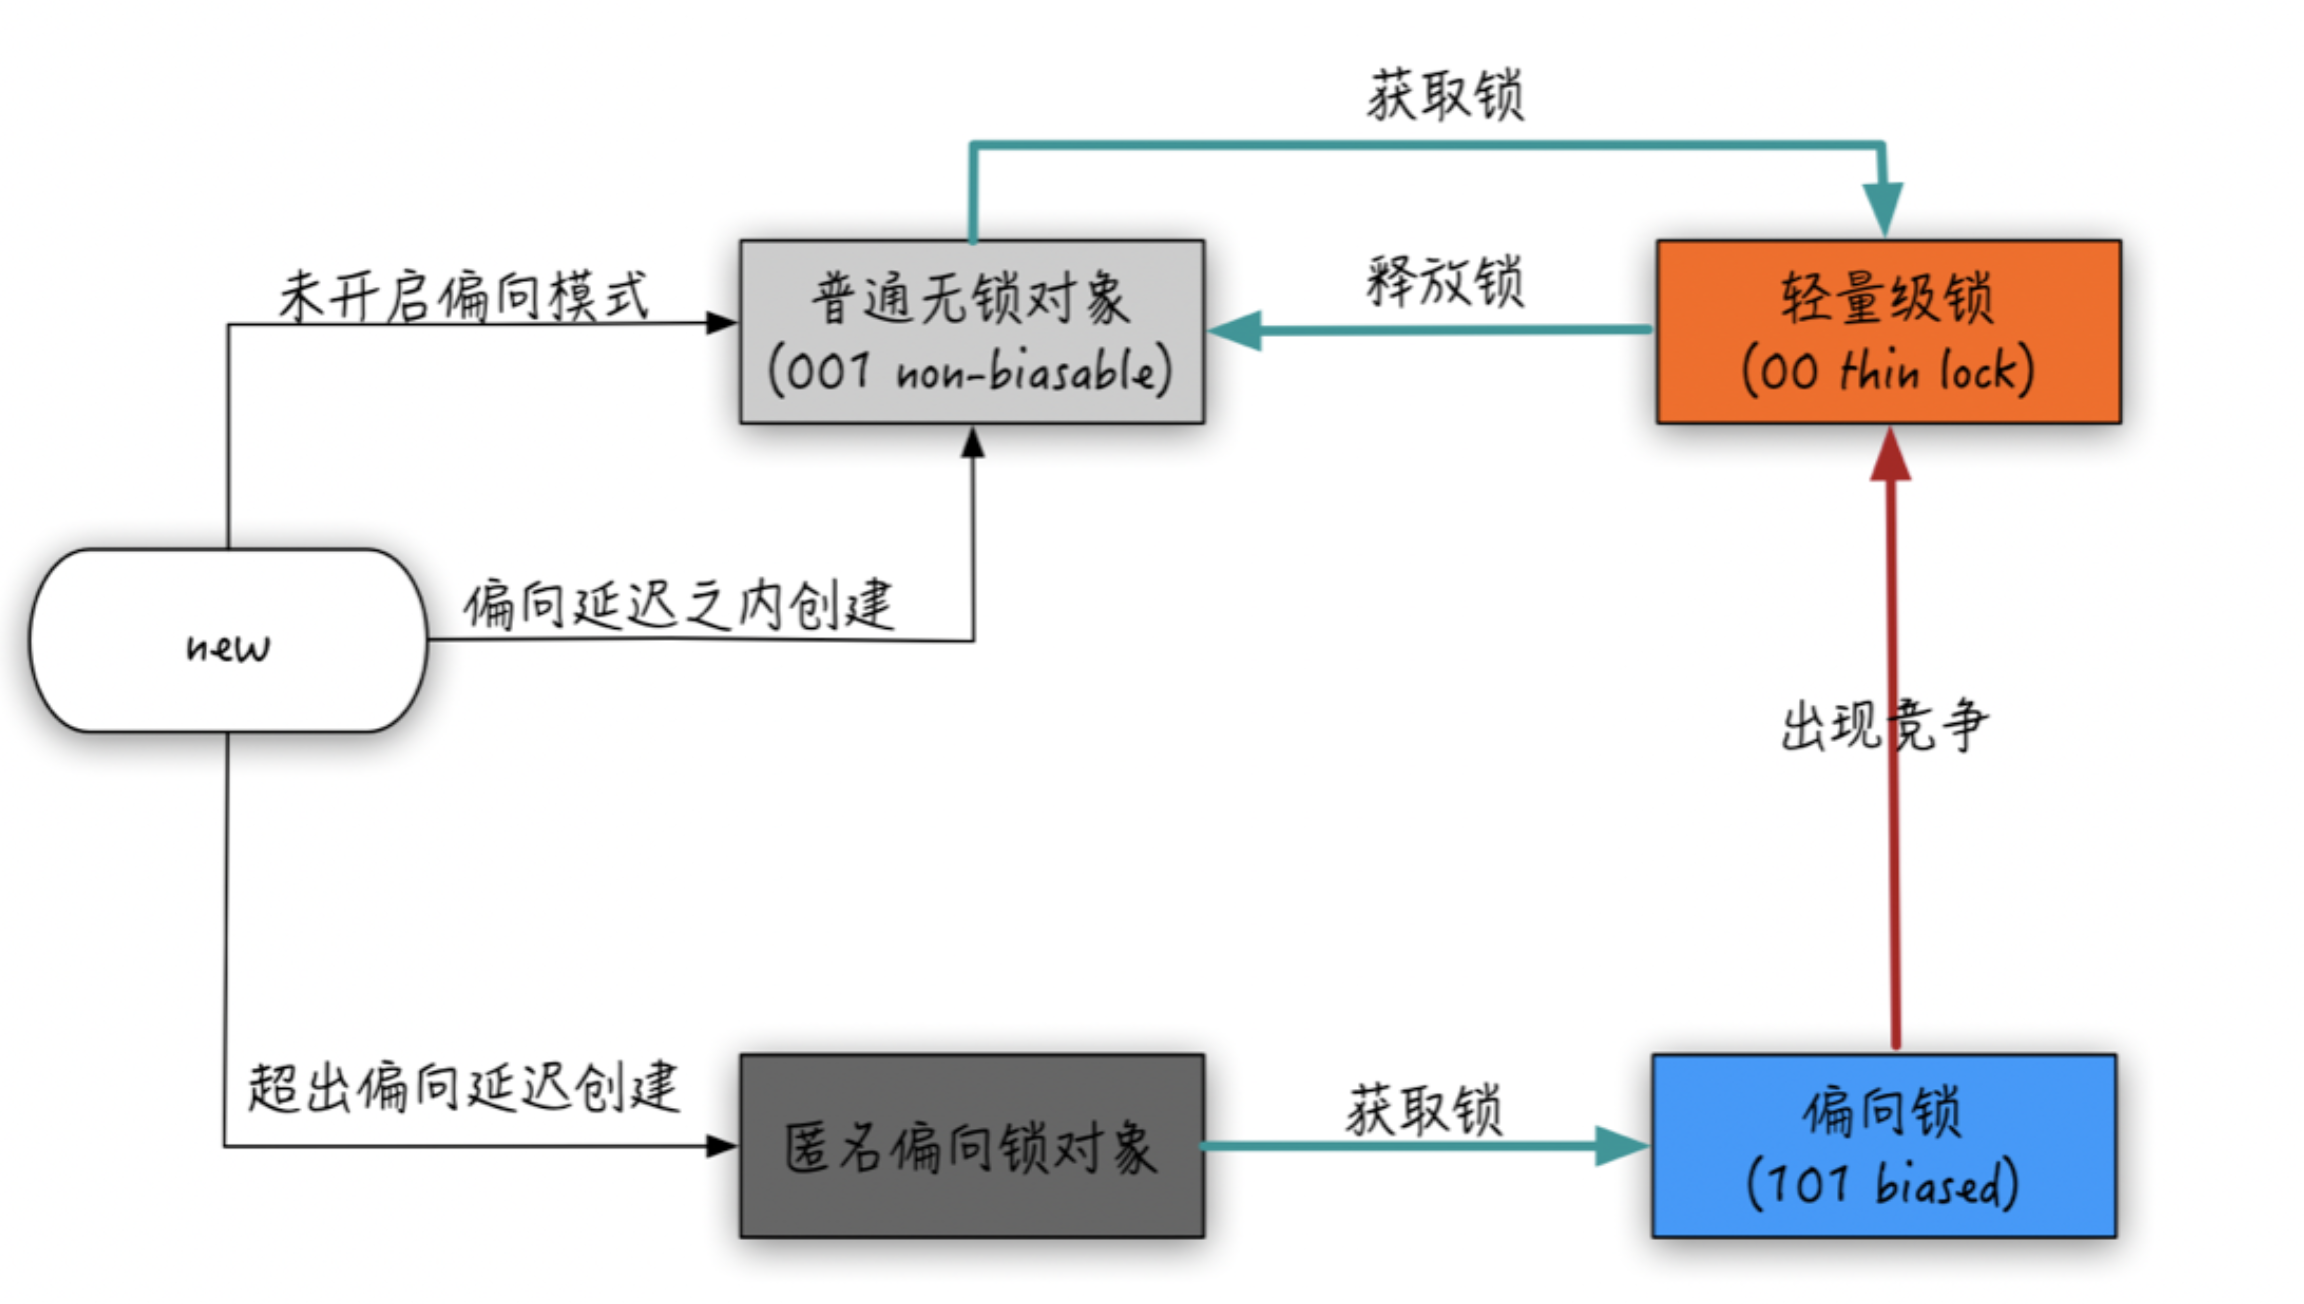 获取锁
未开启偏向模式
普通无锁对象
(001 non-biasable)
释放锁
轻量级锁
(00 thin lock)
new
偏向延迟之内创建
出现竞争
超出偏向延迟创建
匿名偏向锁对象
获取锁
偏向锁
(101 biased)